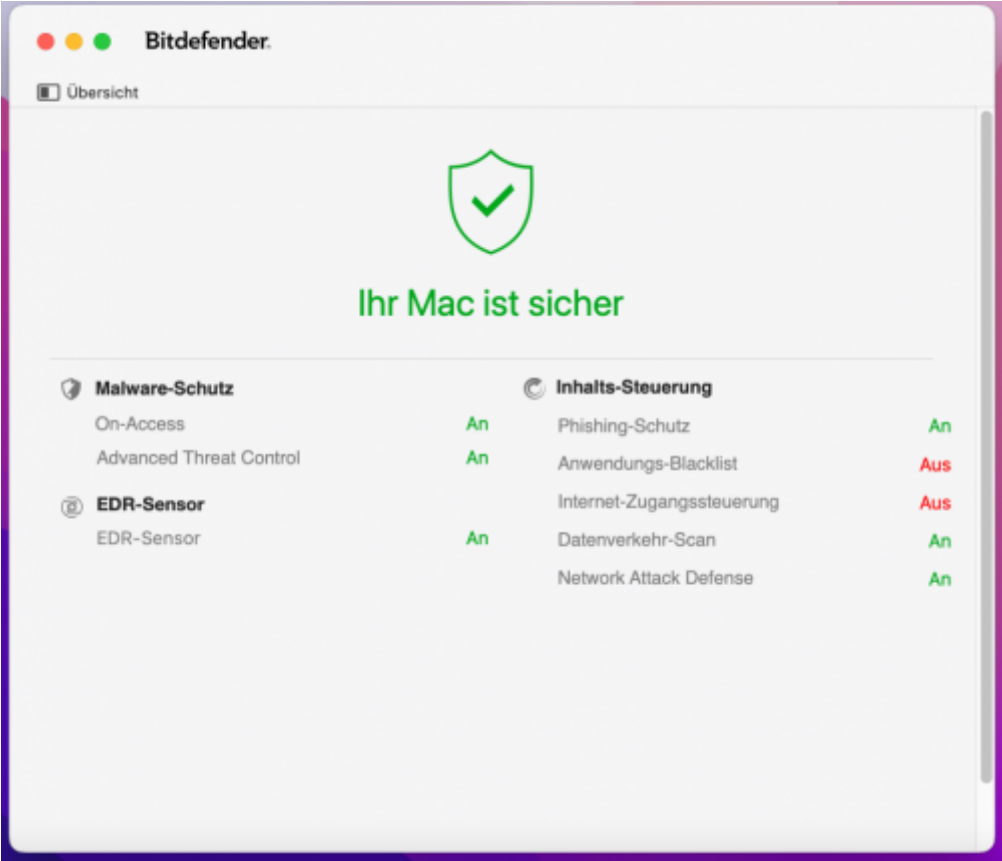 Bitdefender
Übersicht
Ihr Mac ist sicher
Malware-Schutz
On-Access An
Advanced Threat Control An
EDR-Sensor
EDR-Sensor An
Inhalts-Steuerung
Phishing-Schutz An
Anwendungs-Blacklist Aus
Internet-Zugangssteuerung Aus
Datenverkehr-Scan An
Network Attack Defense An